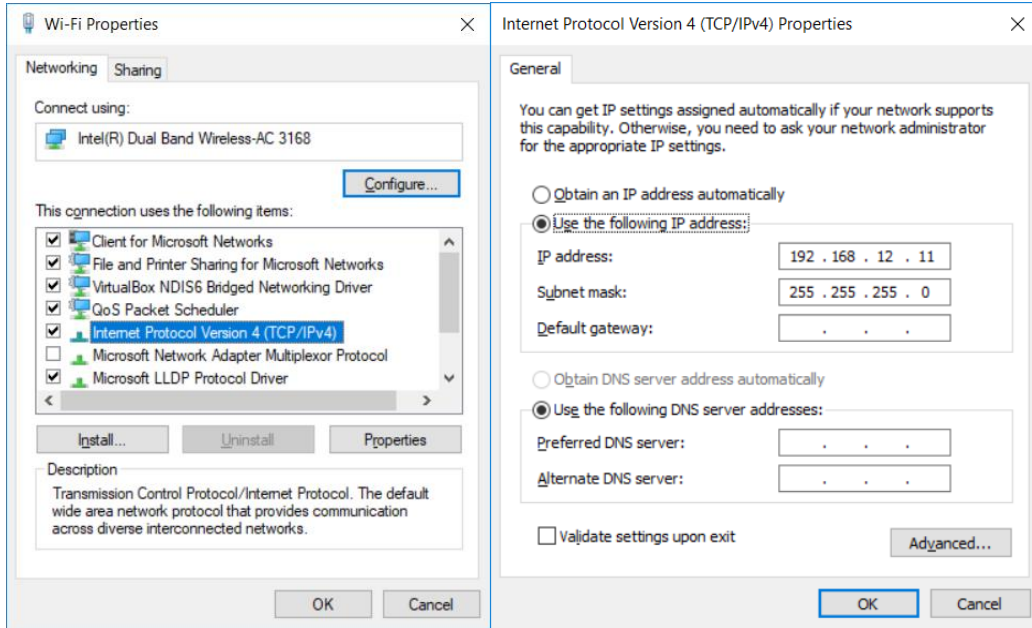 Wi-Fi Properties
Networking
Sharing
Connect using:
Intel(R) Dual Band Wireless-AC 3168
Configure...
This connection uses the following items:
Client for Microsoft Networks
File and Printer Sharing for Microsoft Networks
VirtualBox NDIS6 Bridged Networking Driver
QoS Packet Scheduler
Internet Protocol Version 4 (TCP/IPv4)
Microsoft Network Adapter Multiplexor Protocol
Microsoft LLDP Protocol Driver
Install...
Uninstall
Properties
Description
Transmission Control Protocol/Internet Protocol. The default
wide area network protocol that provides communication
across diverse interconnected networks.
OK
Cancel
Internet Protocol Version 4 (TCP/IPv4) Properties
General
You can get IP settings assigned automatically if your network supports
this capability. Otherwise, you need to ask your network administrator
for the appropriate IP settings.
Obtain an IP address automatically
Use the following IP address:
IP address: 192 . 168 . 12 . 11
Subnet mask: 255 . 255 . 255 . 0
Default gateway: . . .
Obtain DNS server address automatically
Use the following DNS server addresses:
Preferred DNS server: . . .
Alternate DNS server: . . .
Validate settings upon exit
Advanced...
OK
Cancel